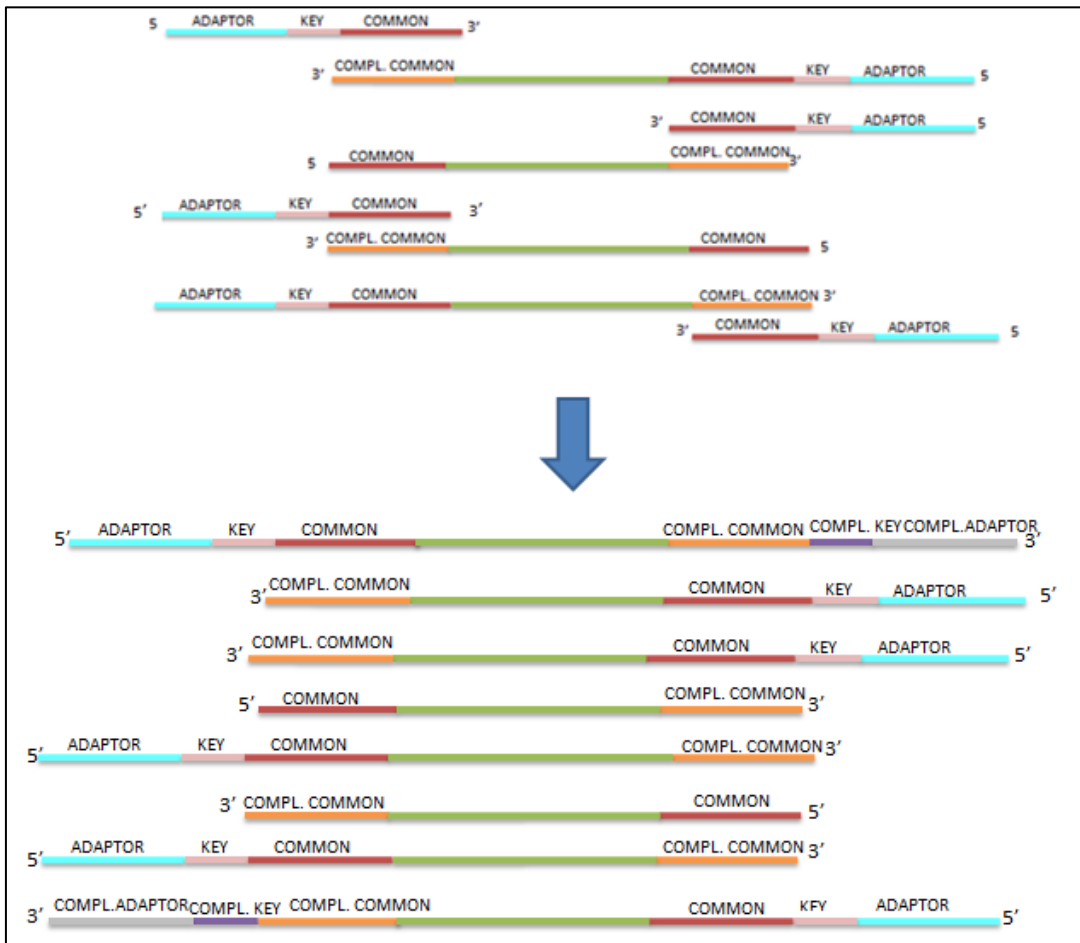 5 ADAPTOR KEY COMMON 3’
3’ COMPL. COMMON COMMON KEY ADAPTOR 5
3’ COMMON KEY ADAPTOR 5
5 COMMON COMPL. COMMON 3’
5’ ADAPTOR KEY COMMON 3’
3’ COMPL. COMMON COMMON 5
ADAPTOR KEY COMMON COMPL. COMMON 3’
3’ COMMON KEY ADAPTOR 5
5’ ADAPTOR KEY COMMON COMPL. COMMON COMPL. KEY COMPL.ADAPTOR 3’
3’ COMPL. COMMON COMMON KEY ADAPTOR 5’
3’ COMPL. COMMON COMMON KEY ADAPTOR 5’
5’ COMMON COMPL. COMMON 3’
5’ ADAPTOR KEY COMMON COMPL. COMMON 3’
3’ COMPL. COMMON COMMON 5’
5’ ADAPTOR KEY COMMON COMPL. COMMON 3’
3’ COMPL.ADAPTOR COMPL. KEY COMPL. COMMON COMMON KEY ADAPTOR 5’